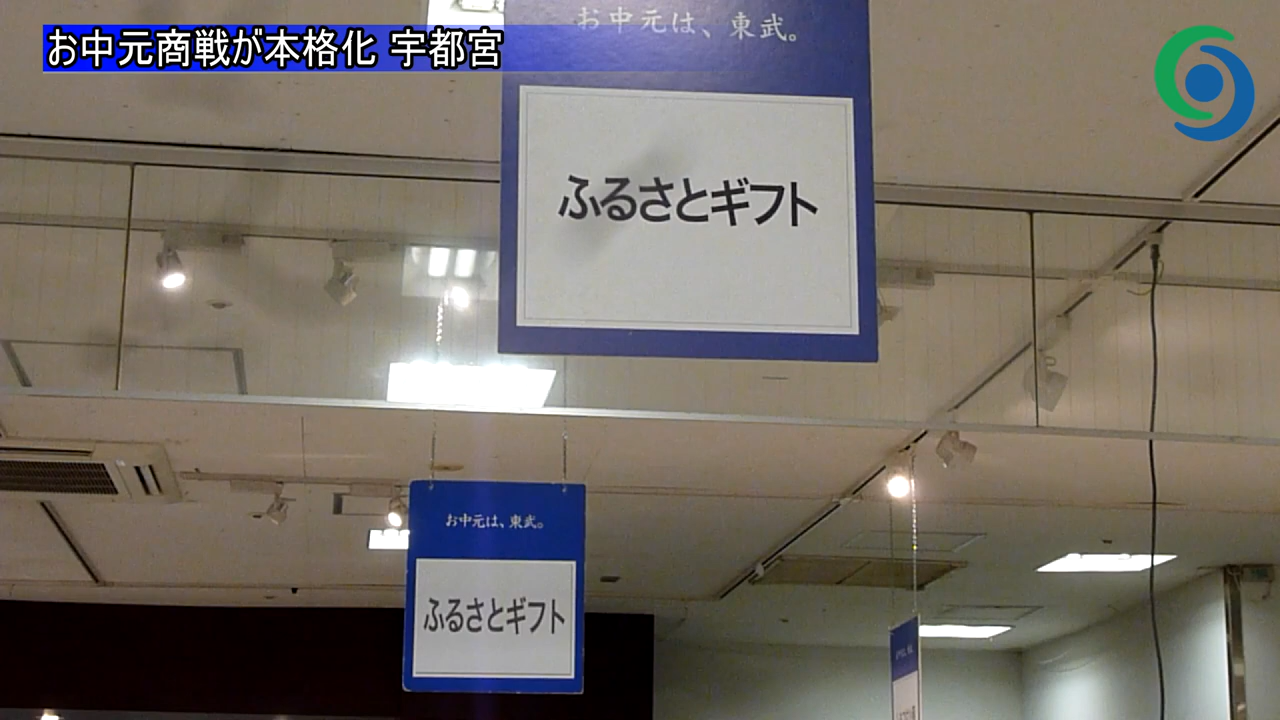 お中元商戦が本格化 宇都宮
お中元は、東武。
ふるさとギフト
お中元は、東武。
ふるさとギフト